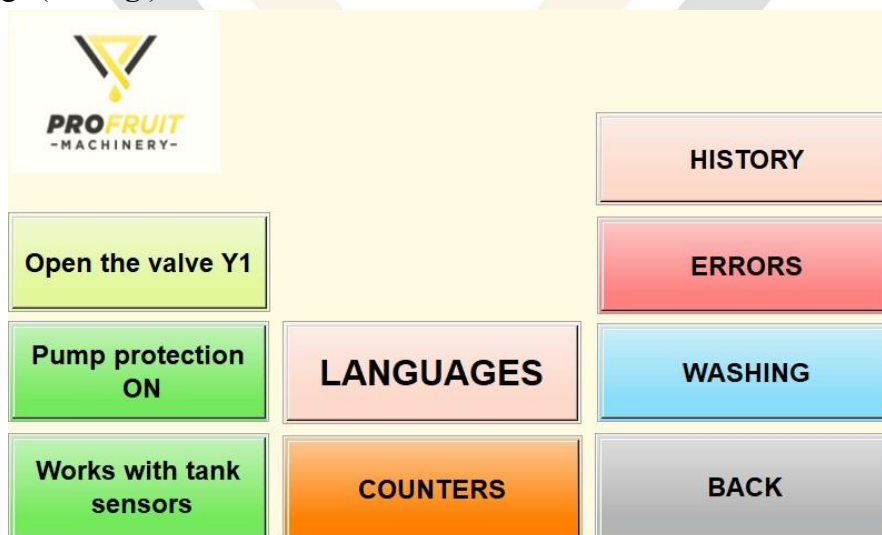 PROFRUIT
-MACHINERY-
HISTORY
Open the valve Y1
ERRORS
Pump protection
ON
LANGUAGES
WASHING
Works with tank
sensors
COUNTERS
BACK